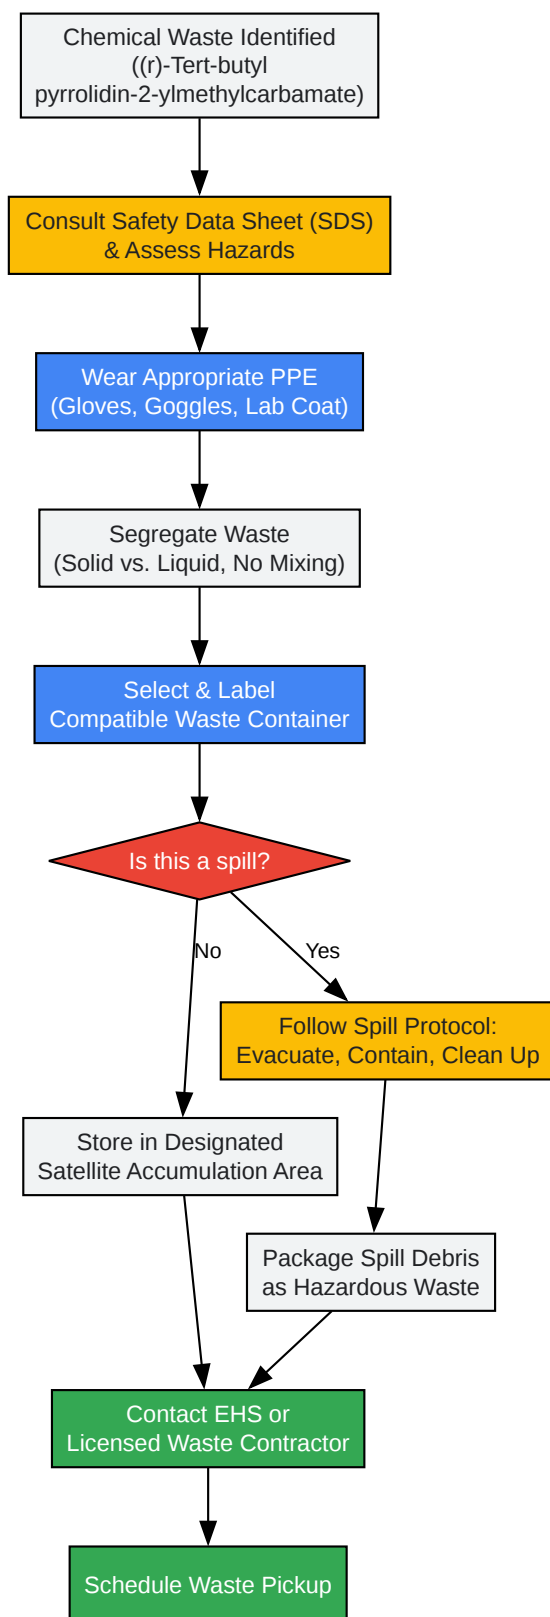 Chemical Waste Identified
((r)-Tert-butyl
pyrrolidin-2-ylmethylcarbamate)
Consult Safety Data Sheet (SDS)
& Assess Hazards
Wear Appropriate PPE
(Gloves, Goggles, Lab Coat)
Segregate Waste
(Solid vs. Liquid, No Mixing)
Select & Label
Compatible Waste Container
Is this a spill?
No
Yes
Follow Spill Protocol:
Evacuate, Contain, Clean Up
Store in Designated
Satellite Accumulation Area
Package Spill Debris
as Hazardous Waste
Contact EHS or
Licensed Waste Contractor
Schedule Waste Pickup